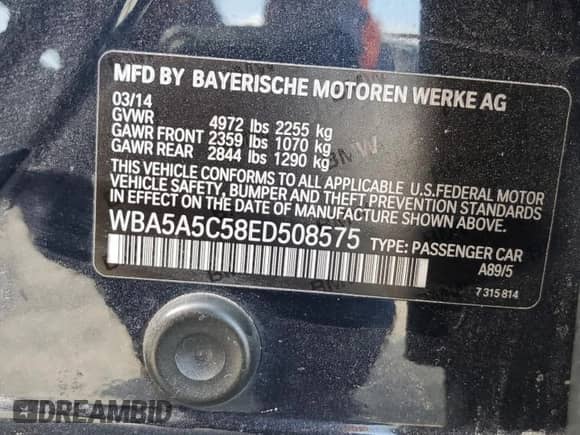 MFD BY BAYERISCHE MOTOREN WERKE AG
03/14
GVWR 4972 lbs 2255 kg
GAWR FRONT 2359 lbs 1070 kg
GAWR REAR 2844 lbs 1290 kg
THIS VEHICLE CONFORMS TO ALL APPLICABLE U.S.FEDERAL MOTOR
VEHICLE SAFETY, BUMPER AND THEFT PREVENTION STANDARDS
IN EFFECT ON THE DATE OF MANUFACTURE SHOWN ABOVE.
WBA5A5C58ED508575 TYPE: PASSENGER CAR
A89/5
7 315 814
DREAMBID